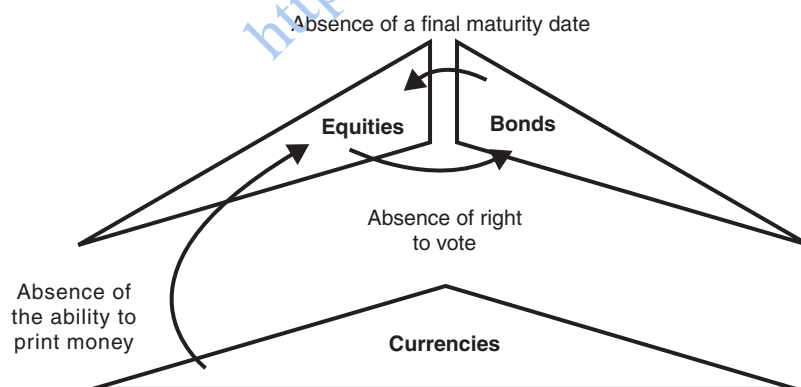 Absence of a final maturity date
http
Equities
Bonds
Absence of right
to vote
Absence of
the ability to
print money
Currencies